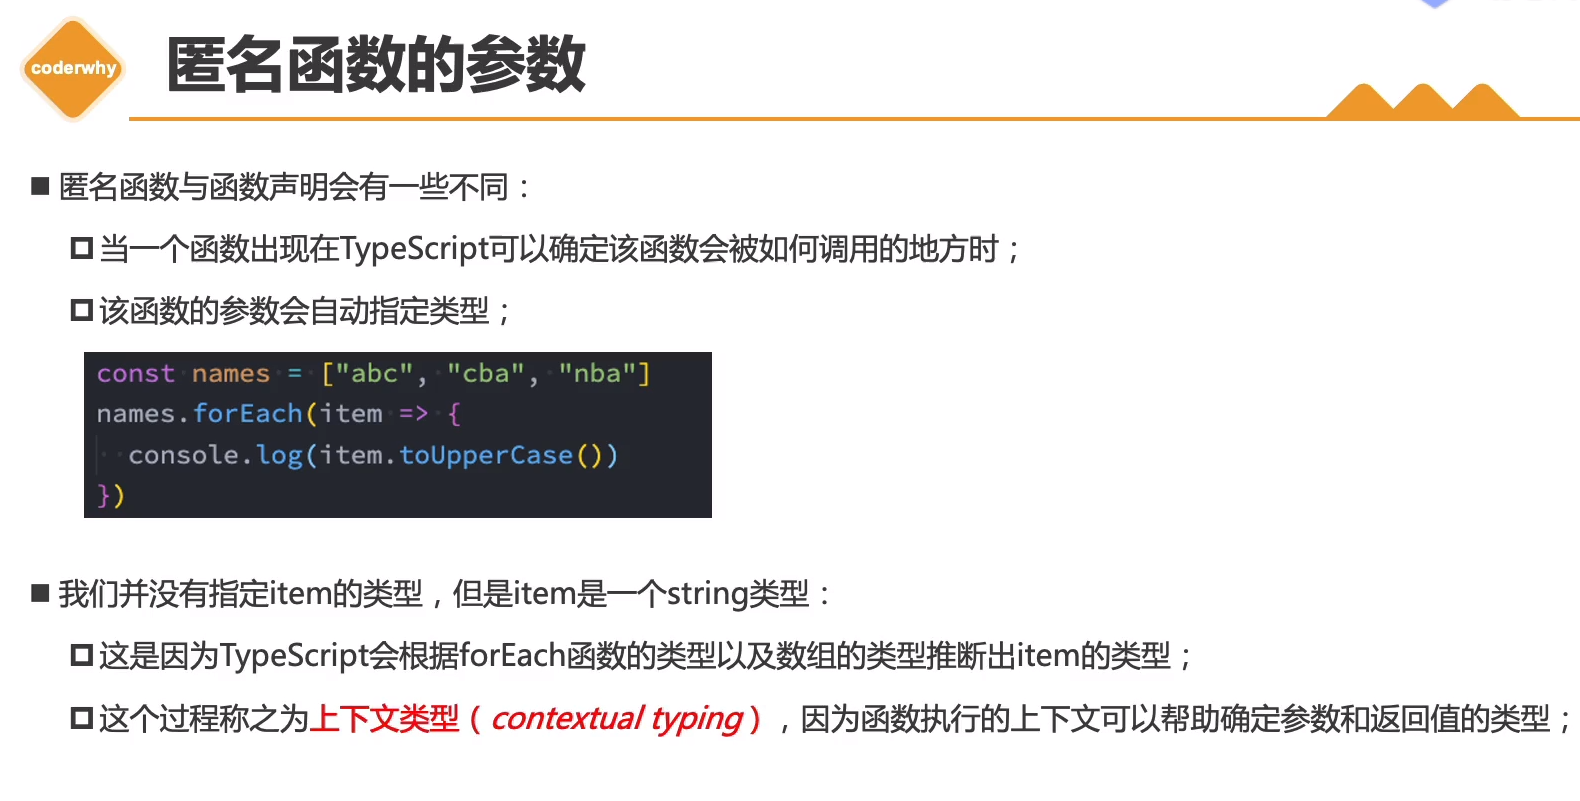 coderwhy
匿名函数的参数
匿名函数与函数声明会有一些不同：
当一个函数出现在TypeScript可以确定该函数会被如何调用的地方时；
该函数的参数会自动指定类型；
const names = ["abc", "cba", "nba"]
names.forEach(item => {
  console.log(item.toUpperCase())
})
我们并没有指定item的类型，但是item是一个string类型：
这是因为TypeScript会根据forEach函数的类型以及数组的类型推断出item的类型；
这个过程称之为上下文类型（contextual typing），因为函数执行的上下文可以帮助确定参数和返回值的类型；